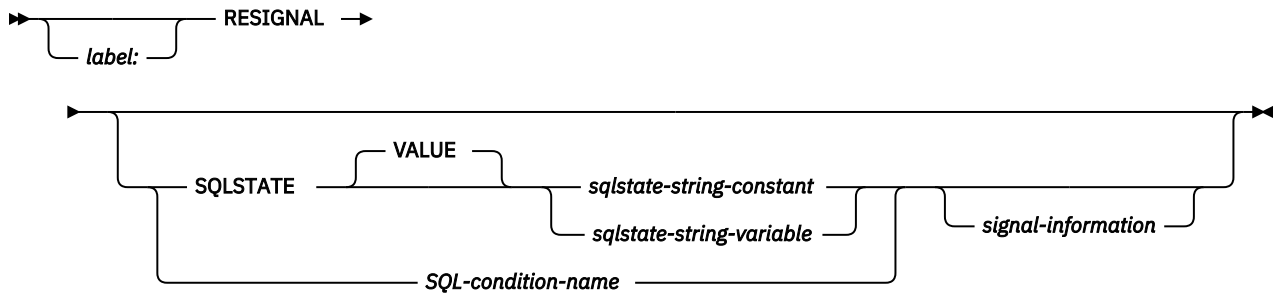 RESIGNAL
label:
VALUE
SQLSTATE sqlstate-string-constant
signal-information
sqlstate-string-variable
SQL-condition-name